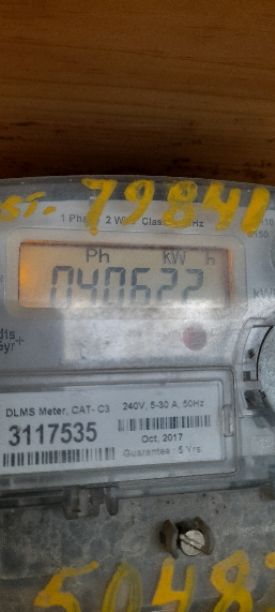 ST. 79841
1 Phase 2 Wire Class Hz
Ph kW h
040622
DLMS Meter, CAT- C3 240V, 5-30 A, 50Hz
3117535
Oct, 2017
Guarantee : 5 Yrs
5048